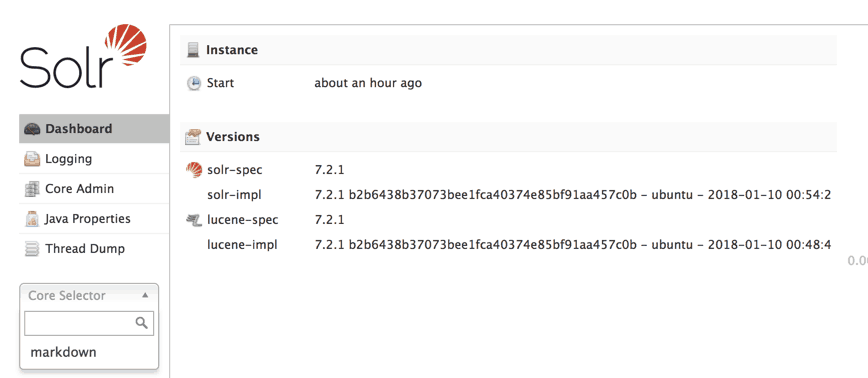 Solr
Dashboard
Logging
Core Admin
Java Properties
Thread Dump
Core Selector
markdown
Instance
Start about an hour ago
Versions
solr-spec 7.2.1
solr-impl 7.2.1 b2b6438b37073bee1fca40374e85bf91aa457c0b - ubuntu - 2018-01-10 00:54:2
lucene-spec 7.2.1
lucene-impl 7.2.1 b2b6438b37073bee1fca40374e85bf91aa457c0b - ubuntu - 2018-01-10 00:48:4